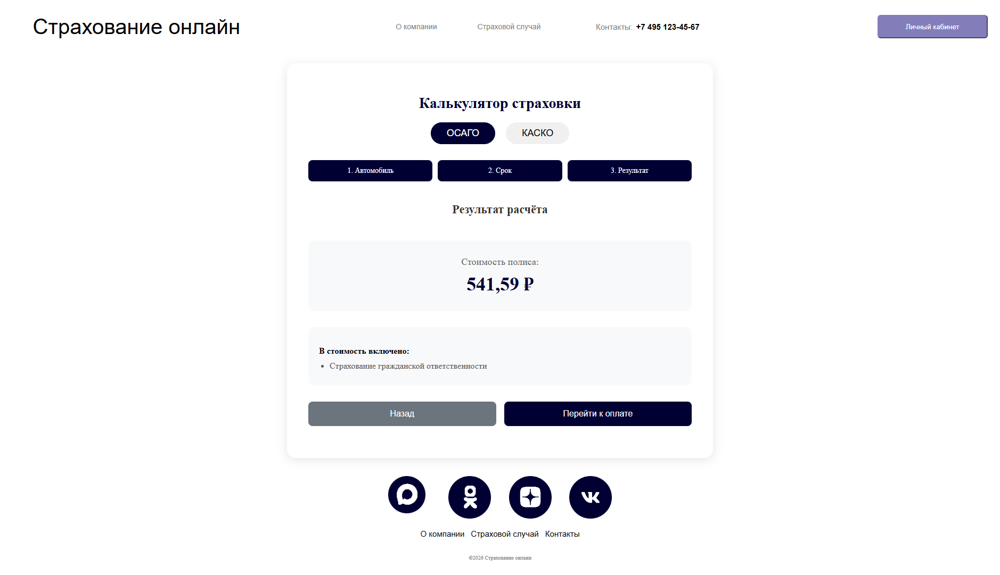 Страхование онлайн
О компании
Страховой случай
Контакты: +7 495 123-45-67
Личный кабинет
Калькулятор страховки
ОСАГО
КАСКО
1. Автомобиль
2. Срок
3. Результат
Результат расчёта
Стоимость полиса:
541,59 ₽
В стоимость включено:
• Страхование гражданской ответственности
Назад
Перейти к оплате
О компании Страховой случай Контакты
©2026 Страхование онлаин